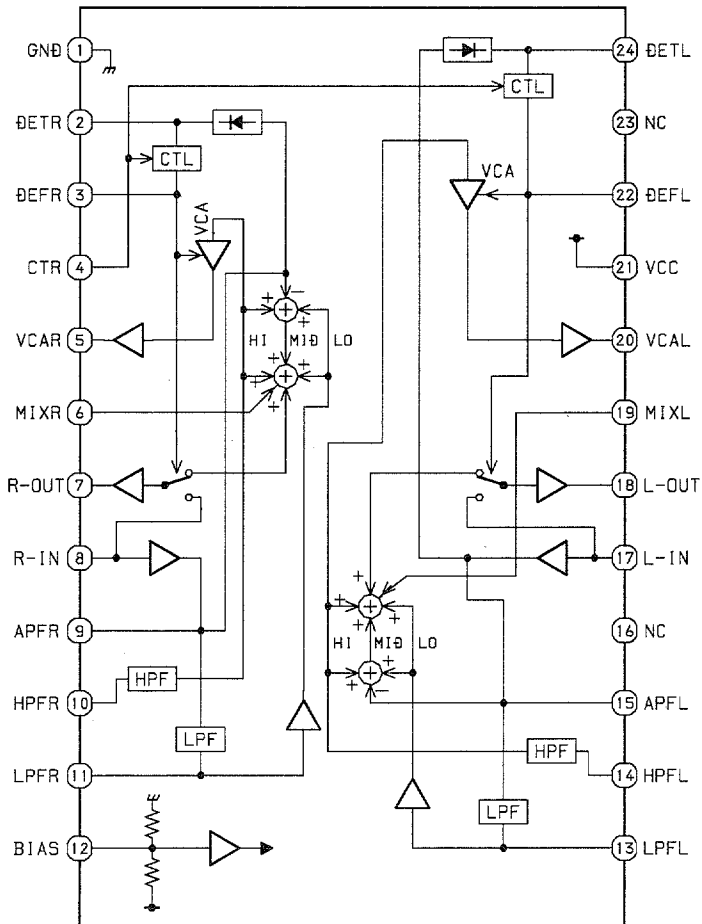 GND 1
24 DETL
CTL
DETR 2
23 NC
CTL
VCA
DEFR 3
22 DEFL
VCA
CTR 4
21 VCC
−
+ +
+
VCAR 5
HI MID LO
20 VCAL
+
+ + +
MIXR 6
19 MIXL
R-OUT 7
18 L-OUT
R-IN 8
17 L-IN
+
+ +
APFR 9
+
16 NC
HI MID LO
HPF
+ + +
−
HPFR 10
15 APFL
LPF
HPF
LPFR 11
14 HPFL
LPF
BIAS 12
13 LPFL